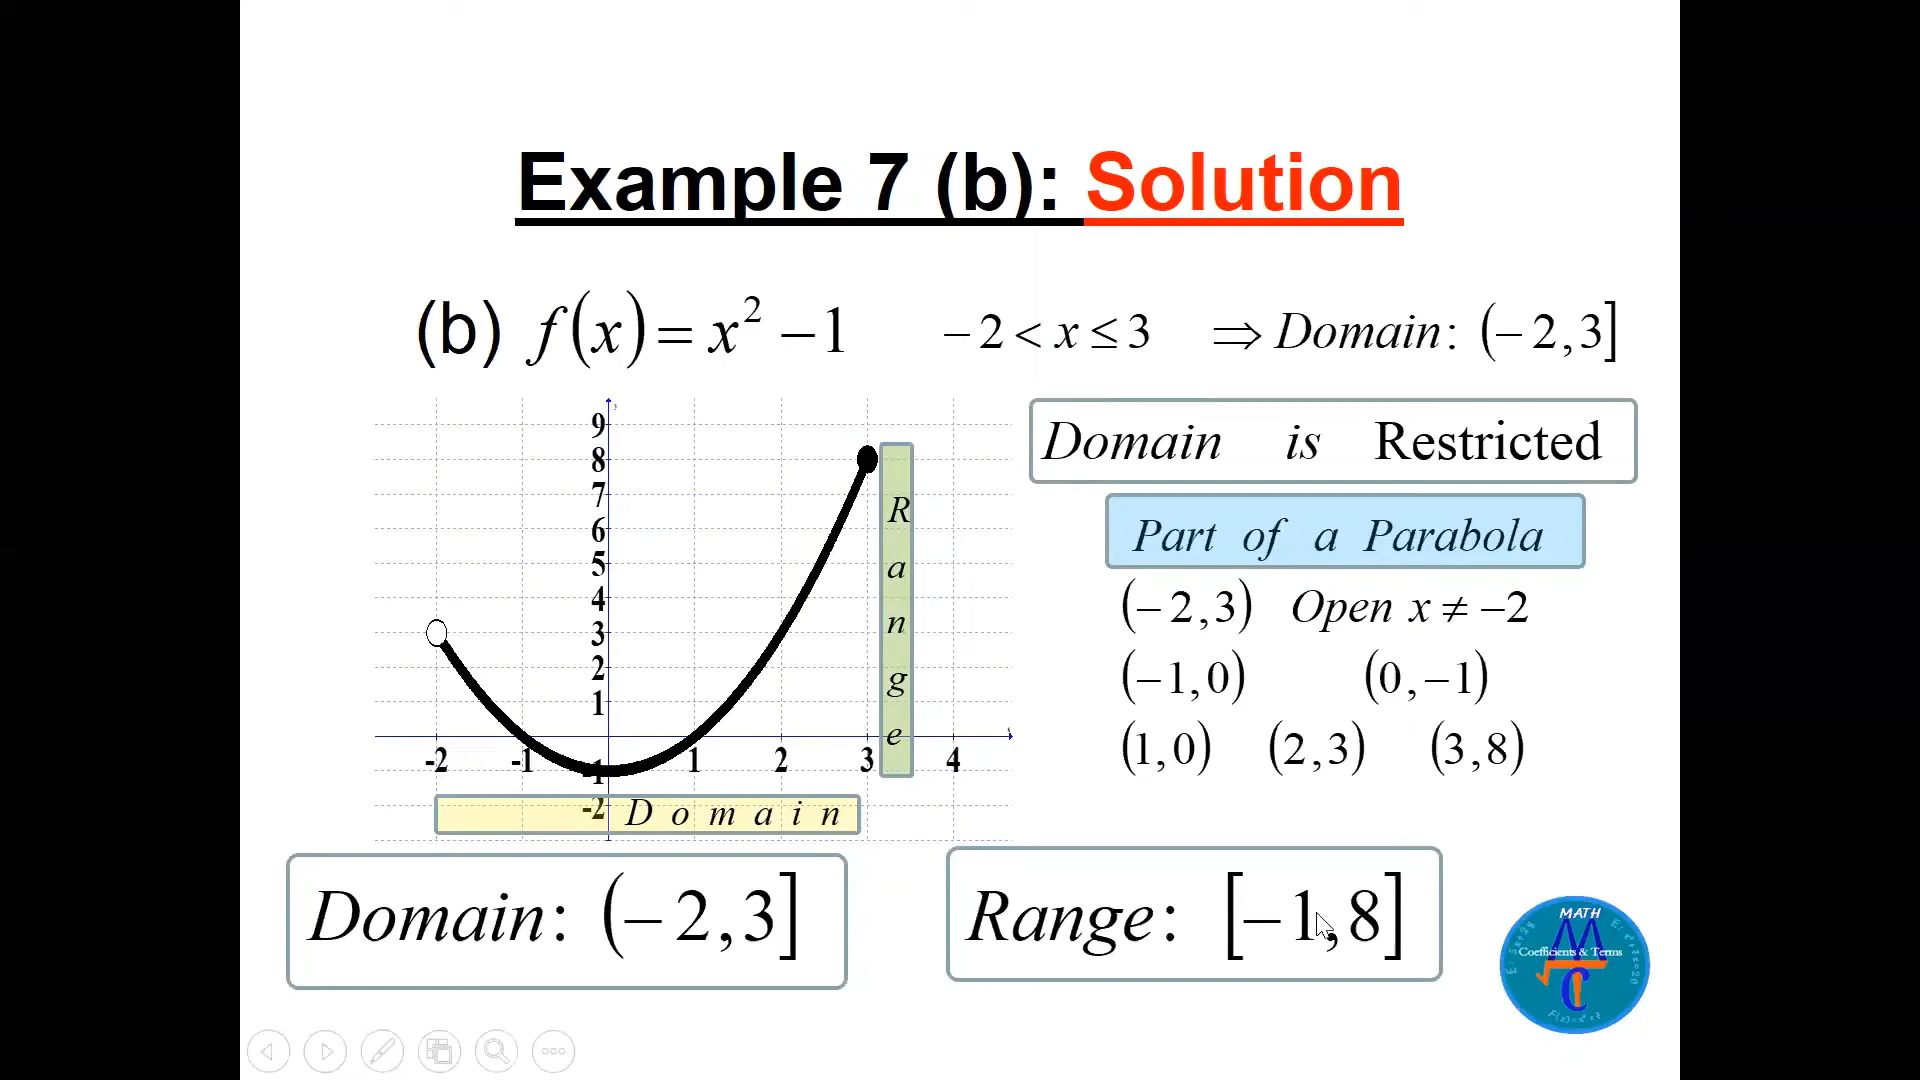 Example 7 (b): Solution
(b) f(x) = x² − 1 −2 < x ≤ 3 ⇒ Domain: (−2,3]
Domain is Restricted
Part of a Parabola
(−2,3) Open x ≠ −2
(−1,0) (0,−1)
(1,0) (2,3) (3,8)
9
8
7
6
5
4
3
2
1
-2 -1 1 2 3 4
-1
-2
Range
Domain
Domain: (−2,3]
Range: [−1,8]
MATH
M
Coefficients & Terms
C